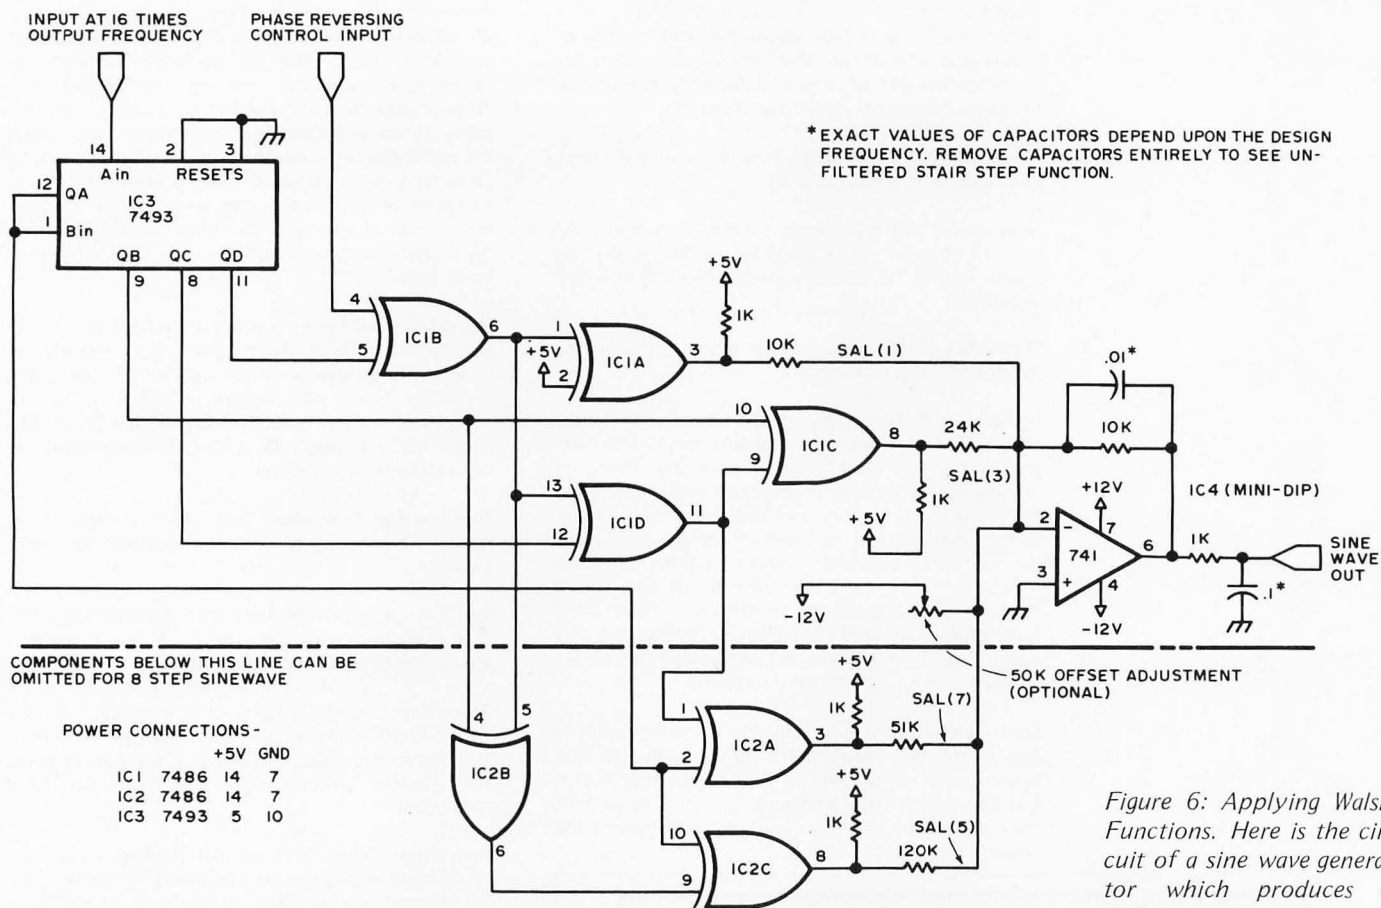 INPUT AT 16 TIMES
OUTPUT FREQUENCY
PHASE REVERSING
CONTROL INPUT
*EXACT VALUES OF CAPACITORS DEPEND UPON THE DESIGN
FREQUENCY. REMOVE CAPACITORS ENTIRELY TO SEE UN-
FILTERED STAIR STEP FUNCTION.
14
2
3
A in
RESETS
12
QA
IC3
7493
1
Bin
QB
QC
QD
9
8
11
4
5
IC1B
6
1
+5V
2
IC1A
3
+5V
1K
10K
SAL(1)
10
9
IC1C
8
24K
SAL(3)
1K
+5V
13
12
IC1D
11
.01*
10K
IC4 (MINI-DIP)
+12V
2
−
7
741
6
3
+
4
-12V
1K
.1*
SINE
WAVE
OUT
-12V
50K OFFSET ADJUSTMENT
(OPTIONAL)
COMPONENTS BELOW THIS LINE CAN BE
OMITTED FOR 8 STEP SINEWAVE
POWER CONNECTIONS-
+5V GND
IC1 7486 14 7
IC2 7486 14 7
IC3 7493 5 10
4
5
IC2B
6
1
2
IC2A
3
+5V
1K
51K
SAL(7)
10
9
IC2C
8
+5V
1K
120K
SAL(5)
Figure 6: Applying Wals
Functions. Here is the cir
cuit of a sine wave genera
tor which produces